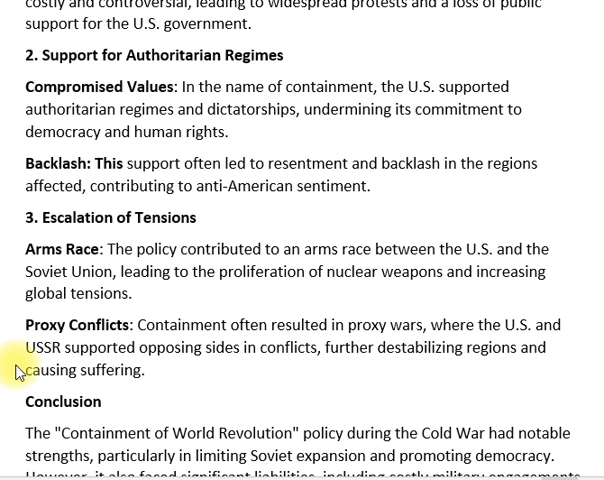 costly and controversial, leading to widespread protests and a loss of public
support for the U.S. government.
2. Support for Authoritarian Regimes
Compromised Values: In the name of containment, the U.S. supported
authoritarian regimes and dictatorships, undermining its commitment to
democracy and human rights.
Backlash: This support often led to resentment and backlash in the regions
affected, contributing to anti-American sentiment.
3. Escalation of Tensions
Arms Race: The policy contributed to an arms race between the U.S. and the
Soviet Union, leading to the proliferation of nuclear weapons and increasing
global tensions.
Proxy Conflicts: Containment often resulted in proxy wars, where the U.S. and
USSR supported opposing sides in conflicts, further destabilizing regions and
causing suffering.
Conclusion
The "Containment of World Revolution" policy during the Cold War had notable
strengths, particularly in limiting Soviet expansion and promoting democracy.
However, it also faced significant liabilities, including costly military engagements